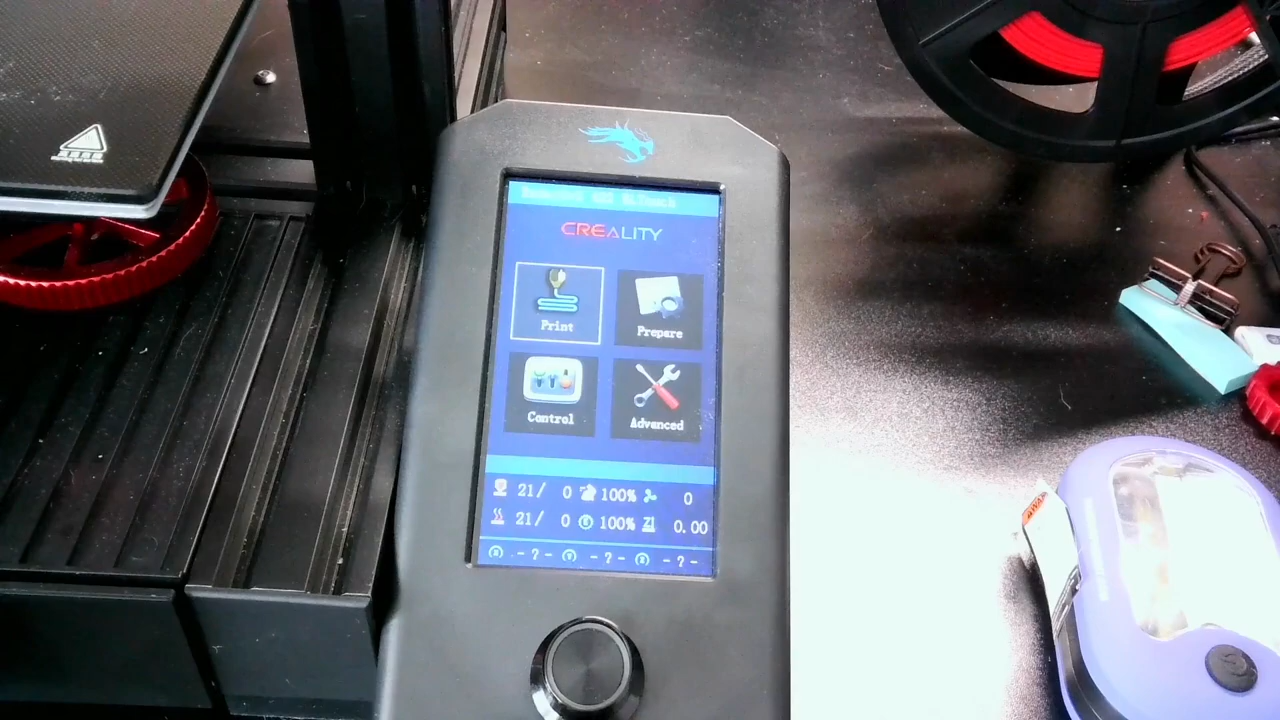 CREALITY
Print
Prepare
Control
Advanced
21/ 0 100% 0
21/ 0 E 100% Z 0.00
-?- -?- -?-